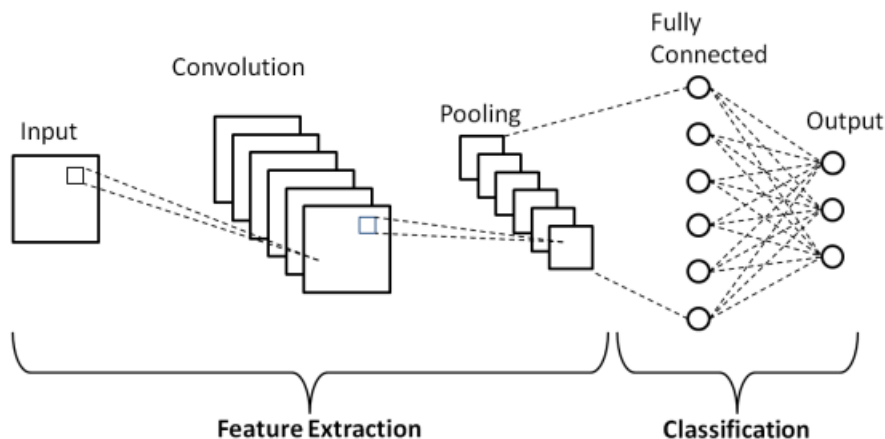 Input
Convolution
Pooling
Fully
Connected
Output
Feature Extraction
Classification